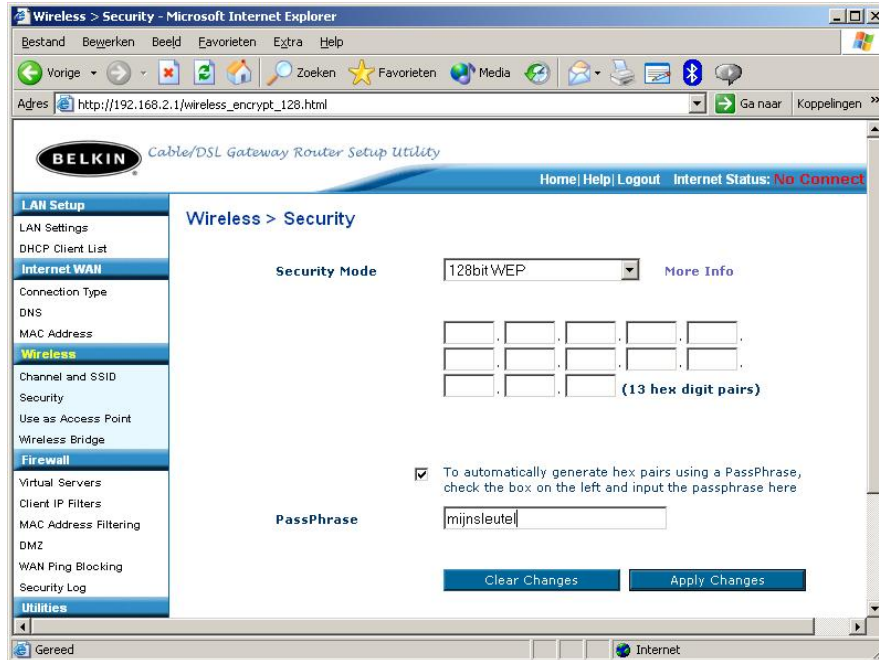 Wireless > Security - Microsoft Internet Explorer
Bestand Bewerken Beeld Favorieten Extra Help
Vorige Zoeken Favorieten Media
Adres http://192.168.2.1/wireless_encrypt_128.html Ga naar Koppelingen »
BELKIN Cable/DSL Gateway Router Setup Utility
Home| Help| Logout Internet Status: No Connect
LAN Setup
LAN Settings
DHCP Client List
Internet WAN
Connection Type
DNS
MAC Address
Wireless
Channel and SSID
Security
Use as Access Point
Wireless Bridge
Firewall
Virtual Servers
Client IP Filters
MAC Address Filtering
DMZ
WAN Ping Blocking
Security Log
Utilities
Wireless > Security
Security Mode 128bit WEP More Info
. . . . .
. . . . .
. . (13 hex digit pairs)
To automatically generate hex pairs using a PassPhrase,
check the box on the left and input the passphrase here
PassPhrase mijnsleutel
Clear Changes Apply Changes
Gereed Internet